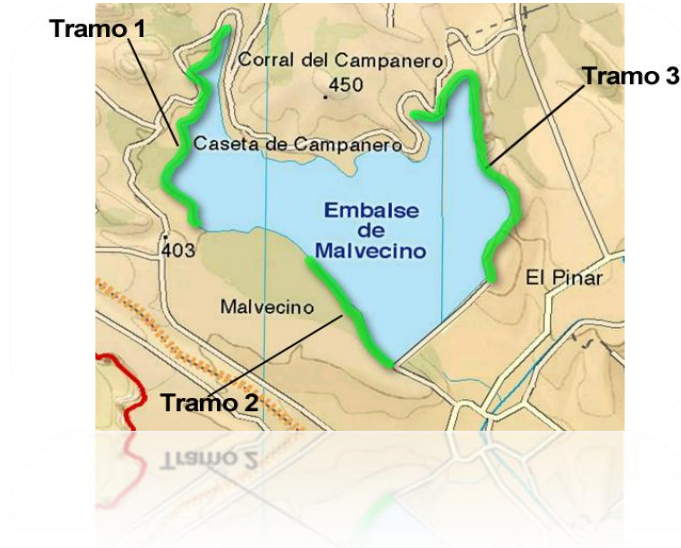 Tramo 1
Corral del Campanero
450
Tramo 3
Caseta de Campanero
Embalse
de
Malvecino
403
El Pinar
Malvecino
Tramo 2